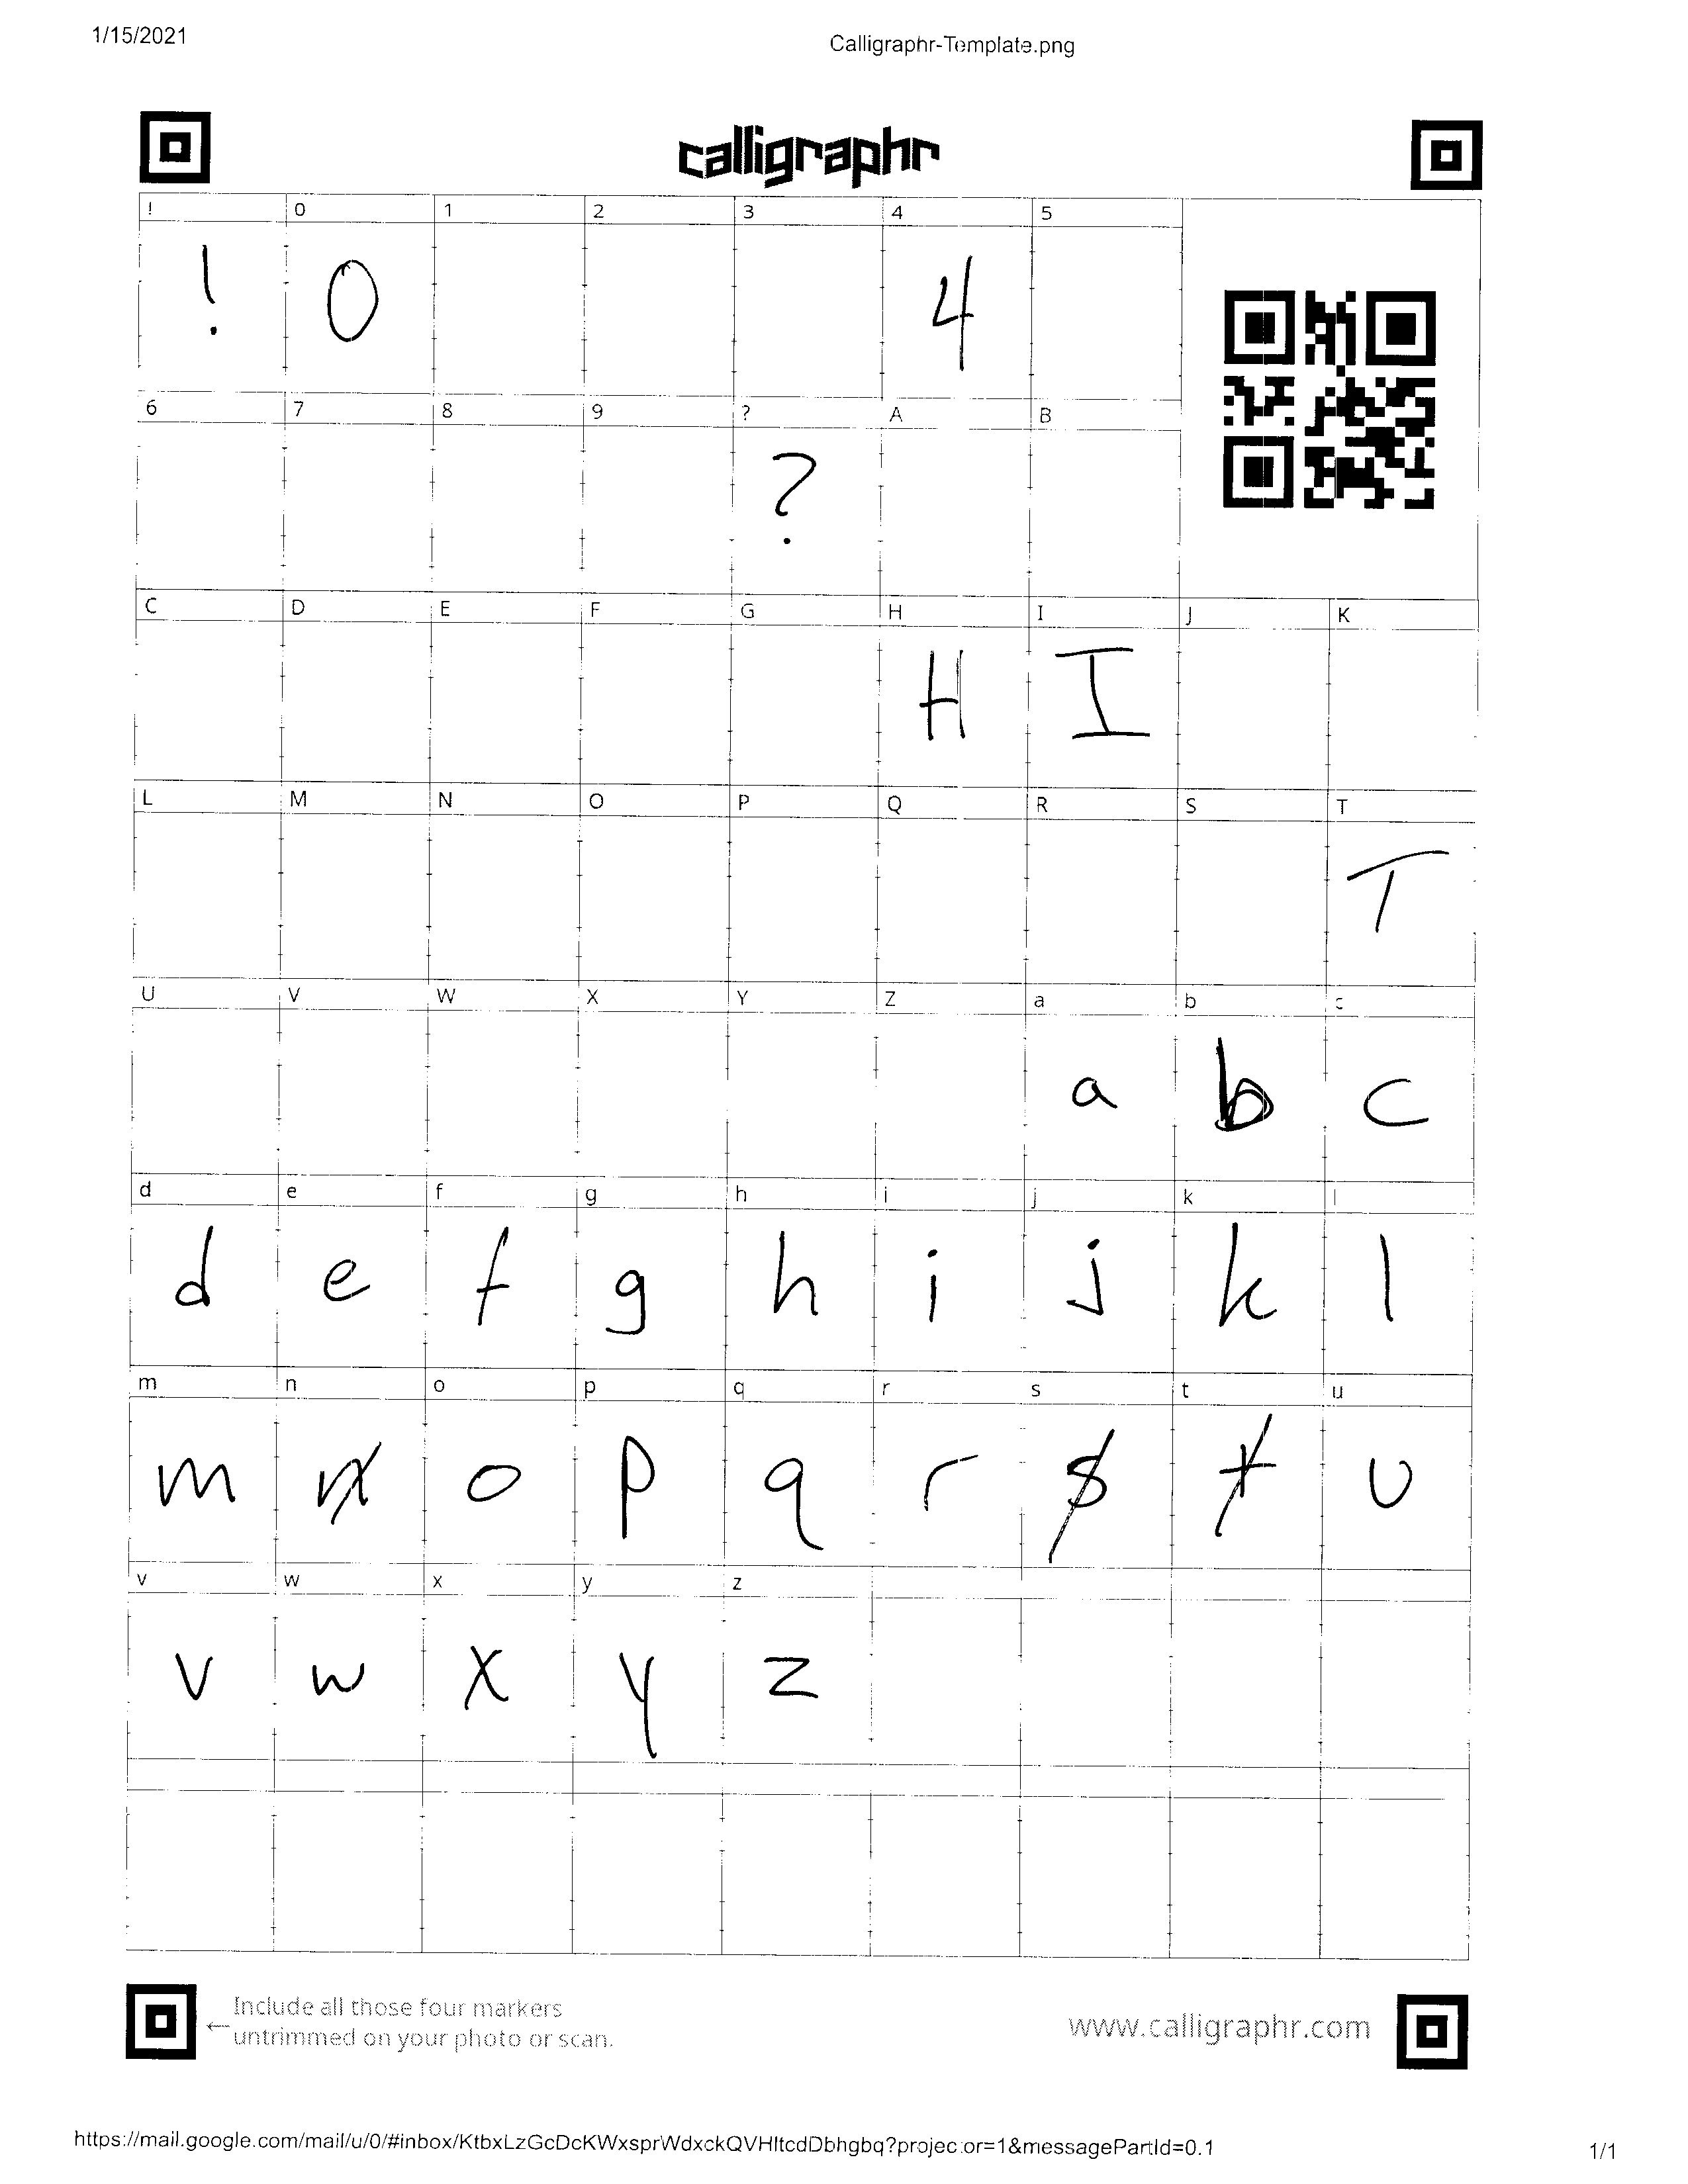 1/15/2021 Calligraphr-Template.png
calligraphr
! 0 1 2 3 4 5
! 0 4
6 7 8 9 ? A B
?
C D E F G H I J K
H I
L M N O P Q R S T
T
U V W X Y Z a b c
a b c
d e f g h i j k l
d e f g h i j k l
m n o p q r s t u
m n o p q r s t u
v w x y z
v w x y z
Include all those four markers
←untrimmed on your photo or scan.
www.calligraphr.com
https://mail.google.com/mail/u/0/#inbox/KtbxLzGcDcKWxsprWdxckQVHltcdDbhgbq?projector=1&messagePartId=0.1 1/1